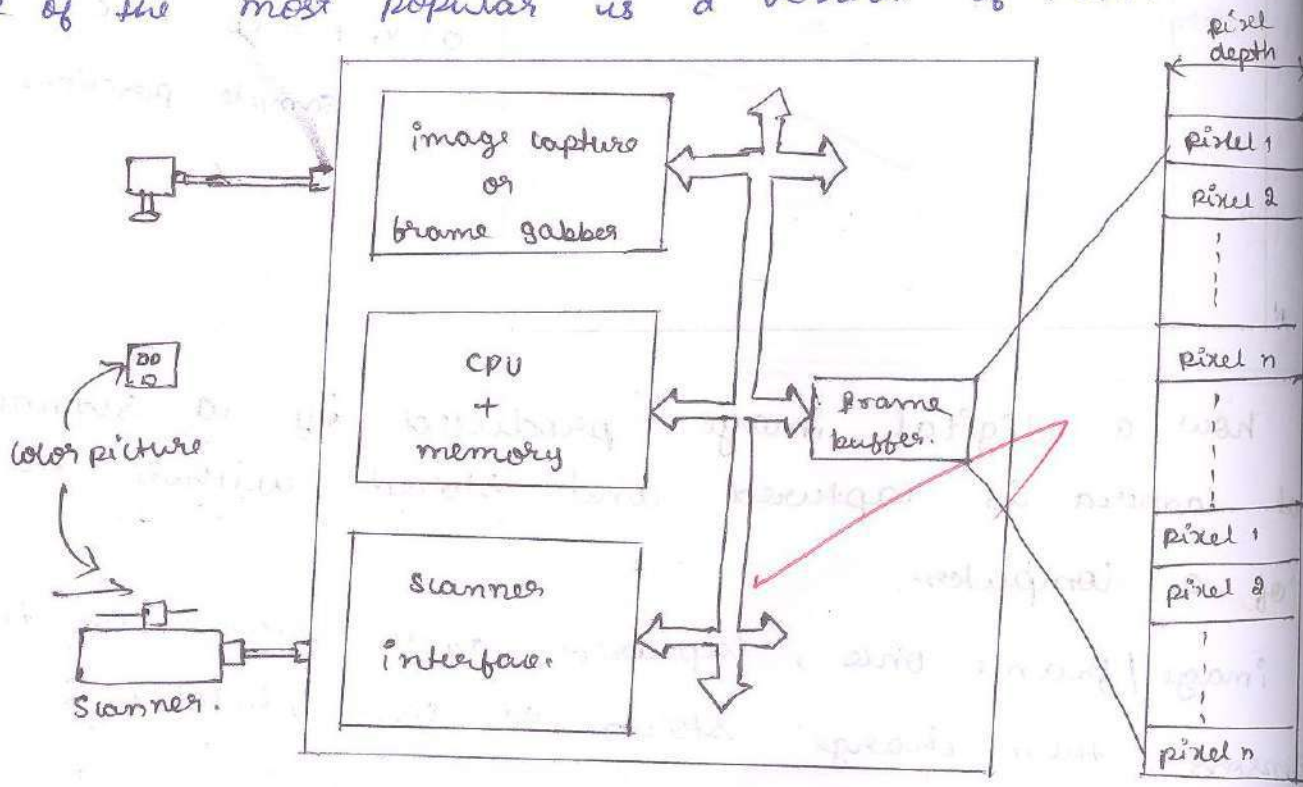 of the most popular is a
pixel
depth
image capture
or
frame gabber
CPU
+
memory
scanner
interface.
color picture
scanner.
frame
buffer.
pixel 1
pixel 2
pixel n
pixel 1
pixel 2
pixel n